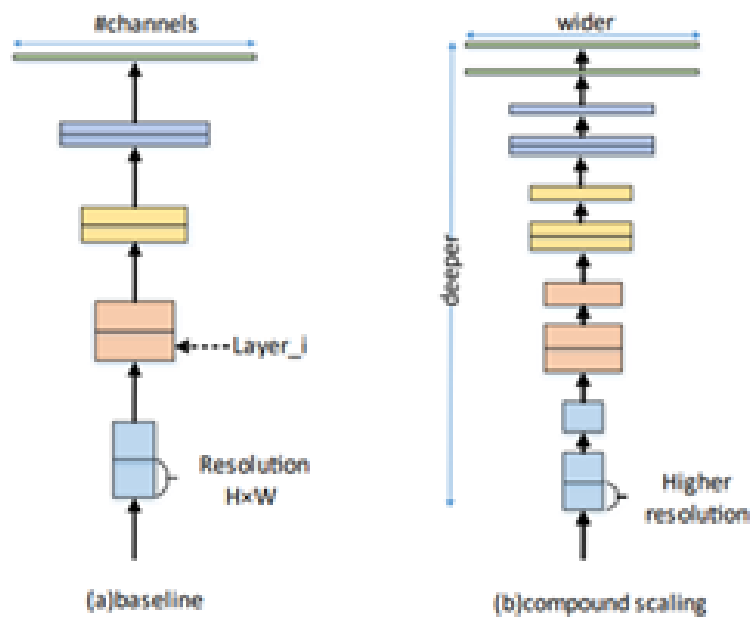 #channels
Layer_i
Resolution
H×W
(a)baseline
wider
deeper
Higher
resolution
(b)compound scaling